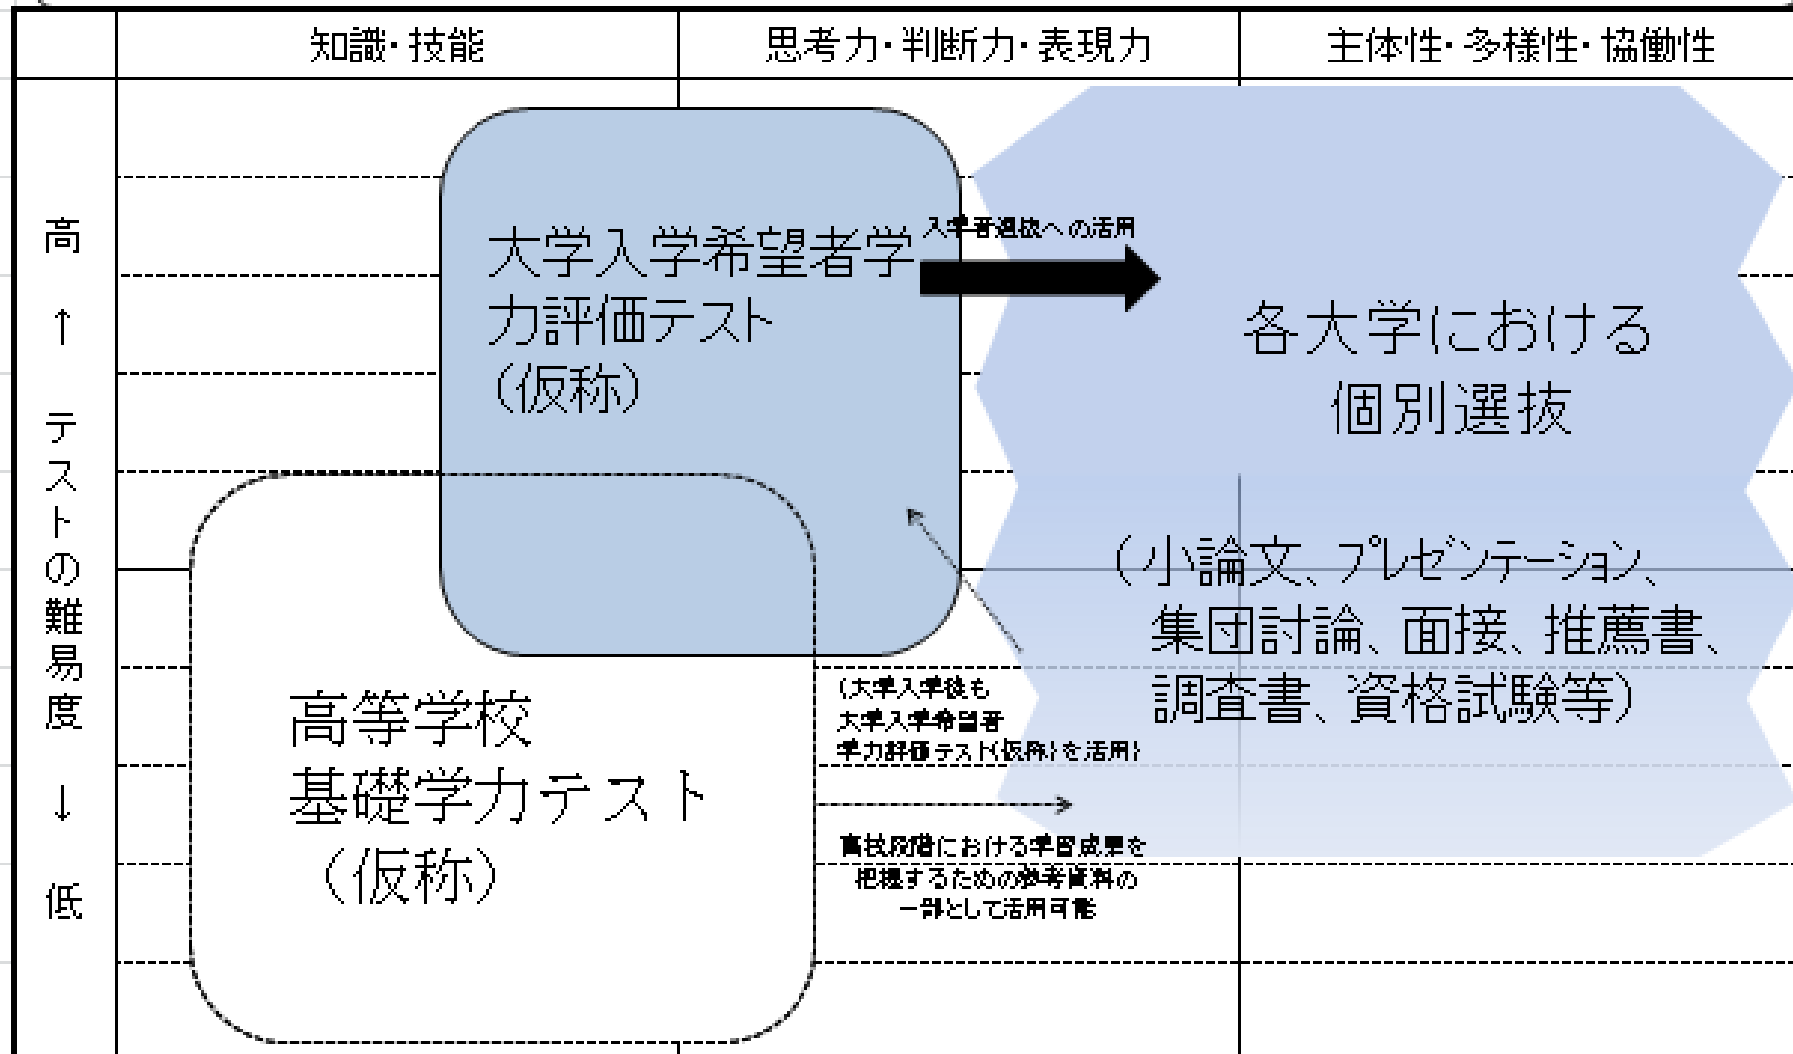 知識・技能
思考力・判断力・表現力
主体性・多様性・協働性
高 ↑ テストの難易度 ↓ 低
大学入学希望者学
力評価テスト
（仮称）
入学者選抜への活用
各大学における
個別選抜
（小論文、プレゼンテーション、
集団討論、面接、推薦書、
調査書、資格試験等）
（大学入学後も
大学入学希望者
学力評価テスト(仮称)を活用）
高等学校
基礎学力テスト
（仮称）
高校段階における学習成果を
把握するための参考資料の
一部として活用可能